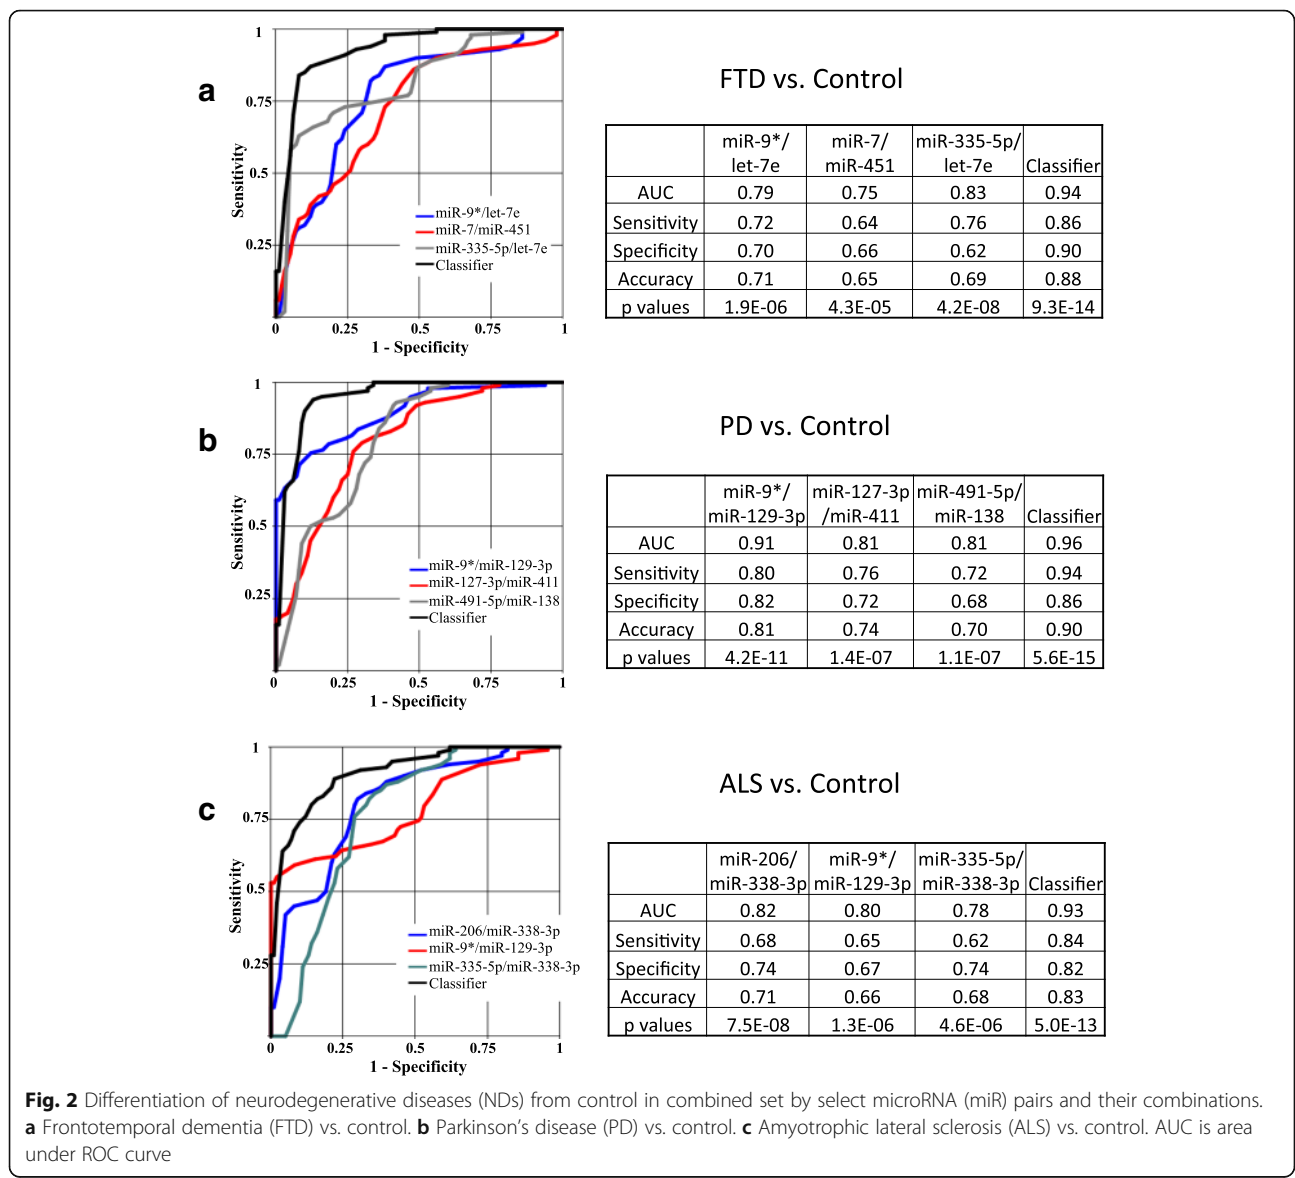 a
1
0.75
0.5
0.25
0
0.25
0.5
0.75
1
Sensitivity
1 - Specificity
miR-9*/let-7e
miR-7/miR-451
miR-335-5p/let-7e
Classifier
FTD vs. Control
miR-9*/ miR-7/ miR-335-5p/
let-7e miR-451 let-7e Classifier
AUC 0.79 0.75 0.83 0.94
Sensitivity 0.72 0.64 0.76 0.86
Specificity 0.70 0.66 0.62 0.90
Accuracy 0.71 0.65 0.69 0.88
p values 1.9E-06 4.3E-05 4.2E-08 9.3E-14
b
1
0.75
0.5
0.25
0
0.25
0.5
0.75
1
Sensitivity
1 - Specificity
miR-9*/miR-129-3p
miR-127-3p/miR-411
miR-491-5p/miR-138
Classifier
PD vs. Control
miR-9*/ miR-127-3p miR-491-5p/
miR-129-3p /miR-411 miR-138 Classifier
AUC 0.91 0.81 0.81 0.96
Sensitivity 0.80 0.76 0.72 0.94
Specificity 0.82 0.72 0.68 0.86
Accuracy 0.81 0.74 0.70 0.90
p values 4.2E-11 1.4E-07 1.1E-07 5.6E-15
c
1
0.75
0.5
0.25
0
0.25
0.5
0.75
1
Sensitivity
1 - Specificity
miR-206/miR-338-3p
miR-9*/miR-129-3p
miR-335-5p/miR-338-3p
Classifier
ALS vs. Control
miR-206/ miR-9*/ miR-335-5p/
miR-338-3p miR-129-3p miR-338-3p Classifier
AUC 0.82 0.80 0.78 0.93
Sensitivity 0.68 0.65 0.62 0.84
Specificity 0.74 0.67 0.74 0.82
Accuracy 0.71 0.66 0.68 0.83
p values 7.5E-08 1.3E-06 4.6E-06 5.0E-13
Fig. 2 Differentiation of neurodegenerative diseases (NDs) from control in combined set by select microRNA (miR) pairs and their combinations.
a Frontotemporal dementia (FTD) vs. control. b Parkinson's disease (PD) vs. control. c Amyotrophic lateral sclerosis (ALS) vs. control. AUC is area
under ROC curve